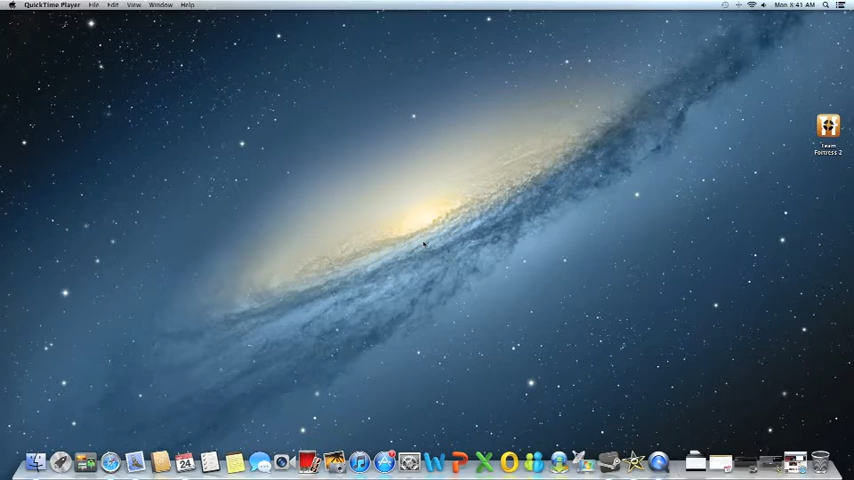 QuickTime Player File Edit View Window Help Mon 8:41 AM
Team
Fortress 2
24
W P X O